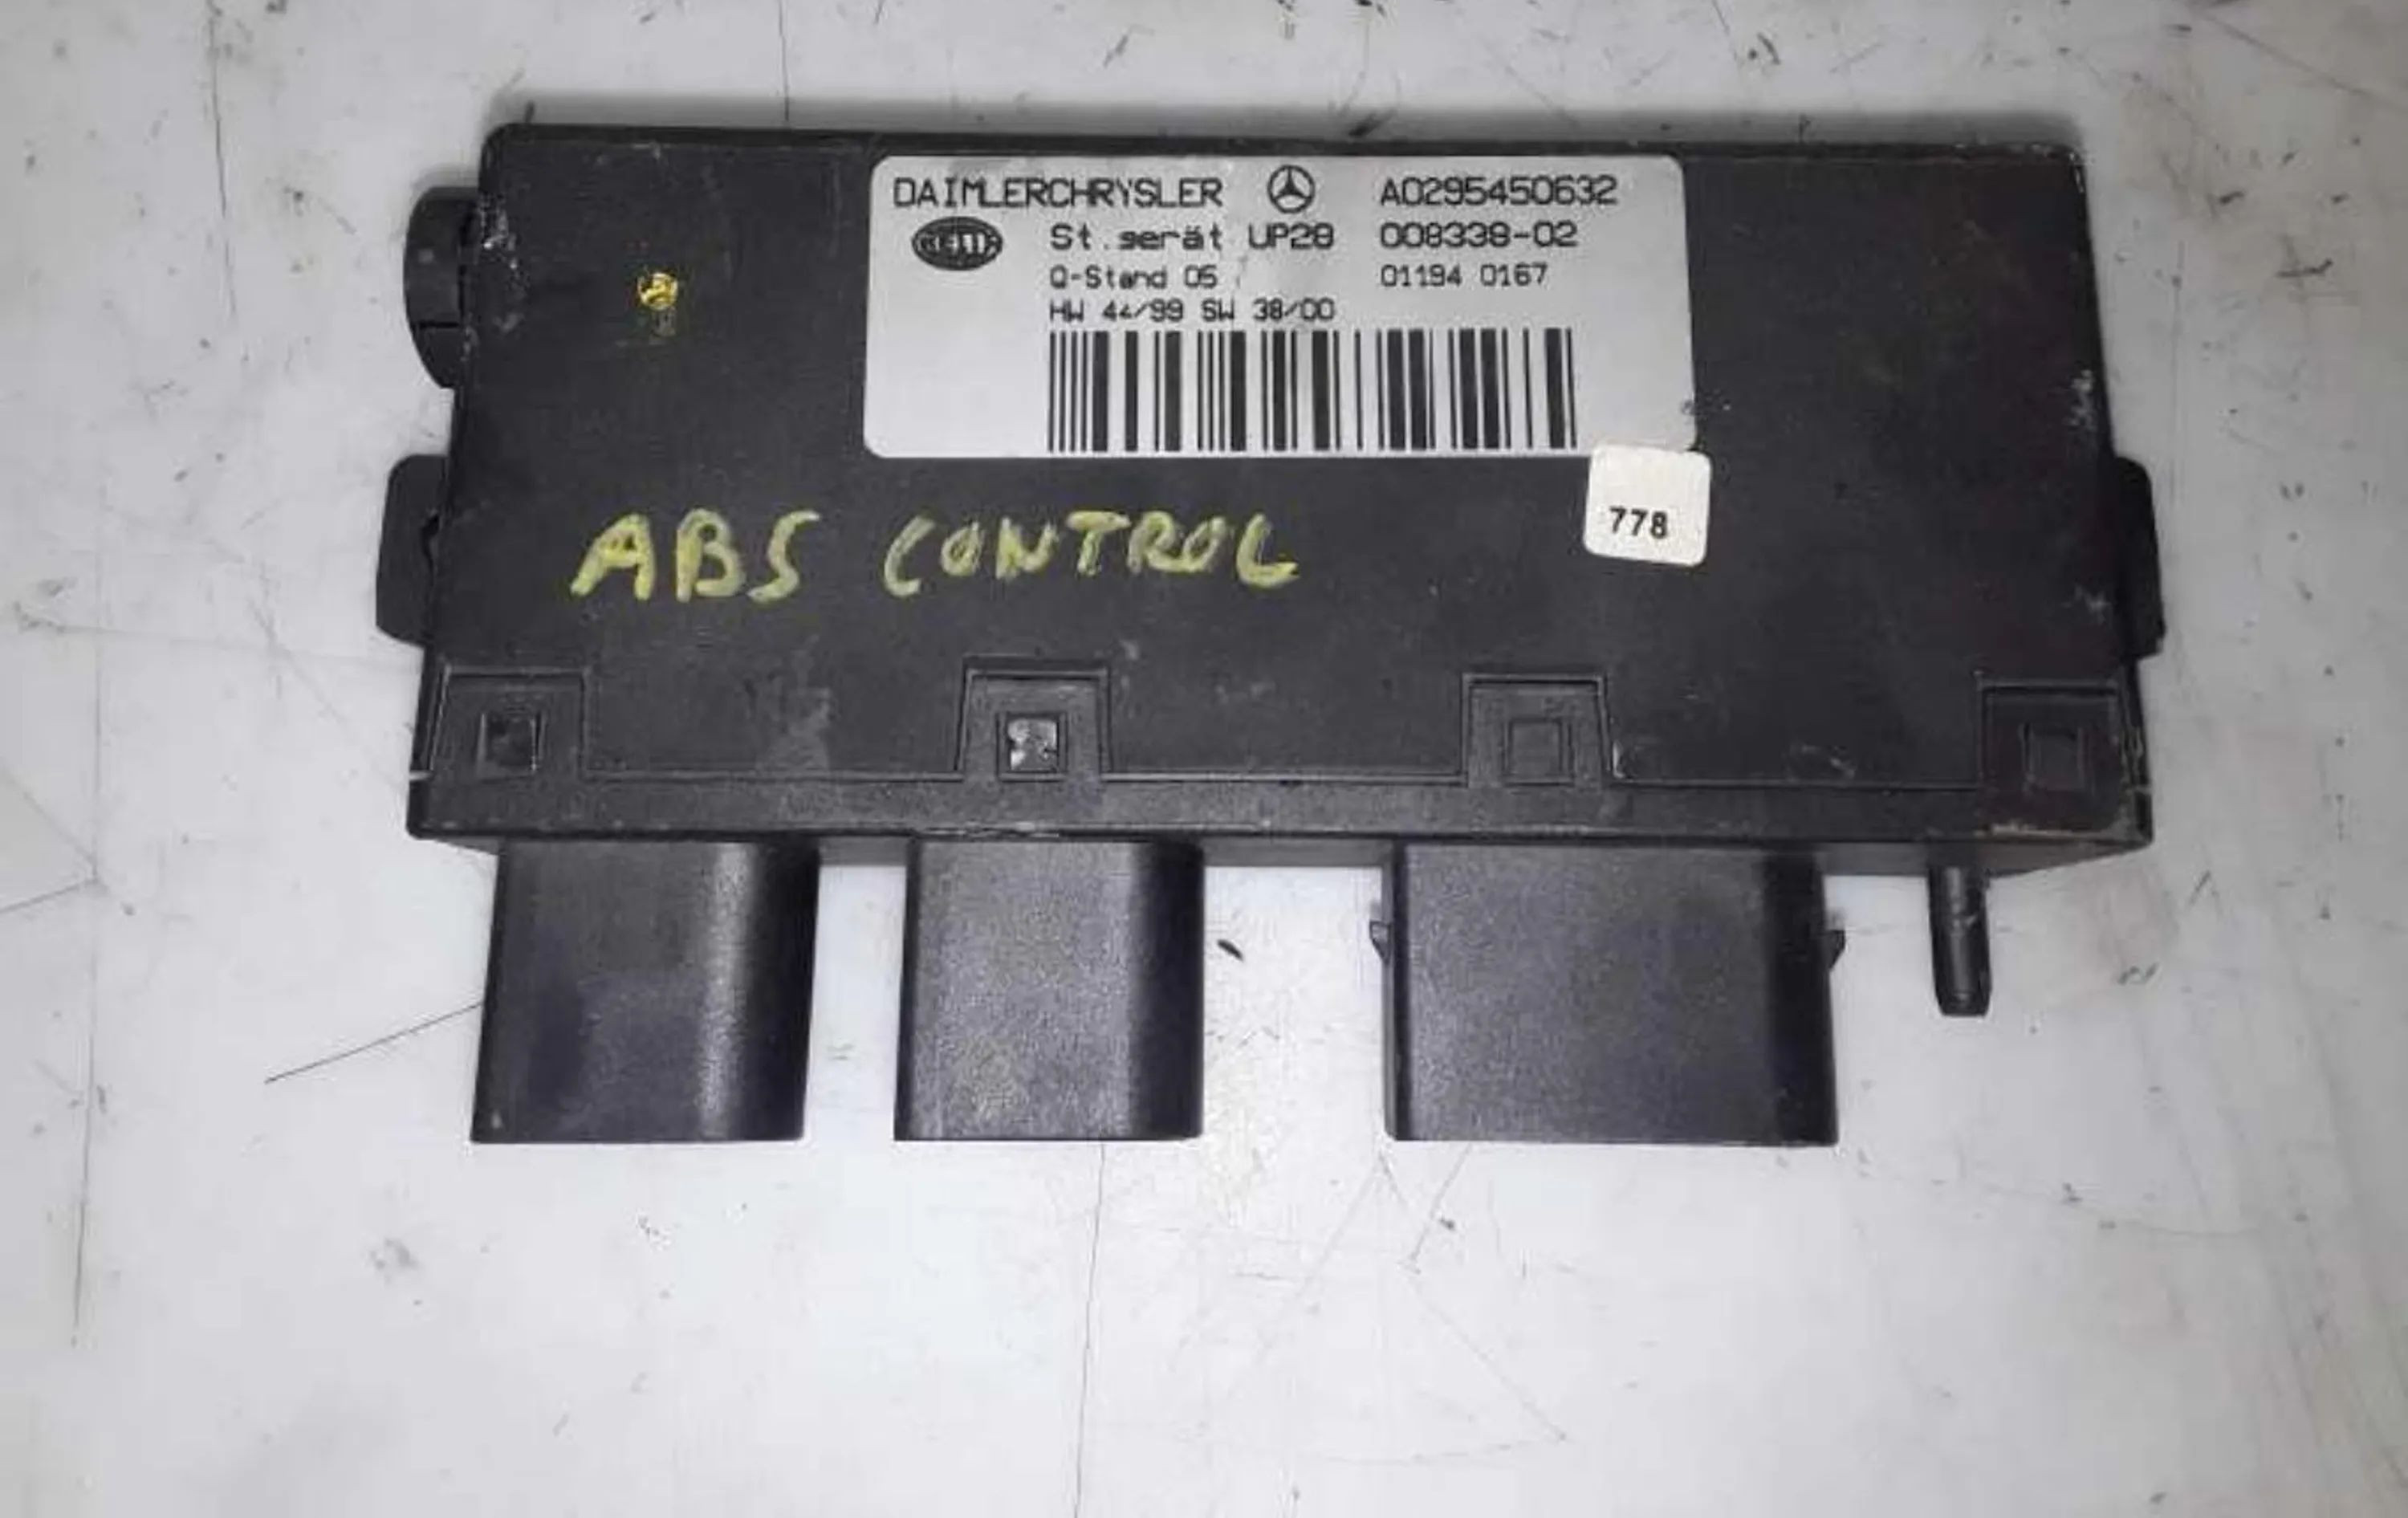 DAIMLERCHRYSLER A0295450632
HELLA St.gerät UP28 008338-02
Q-Stand 05 01194 0167
HW 44/99 SW 38/00
778
ABS CONTROL